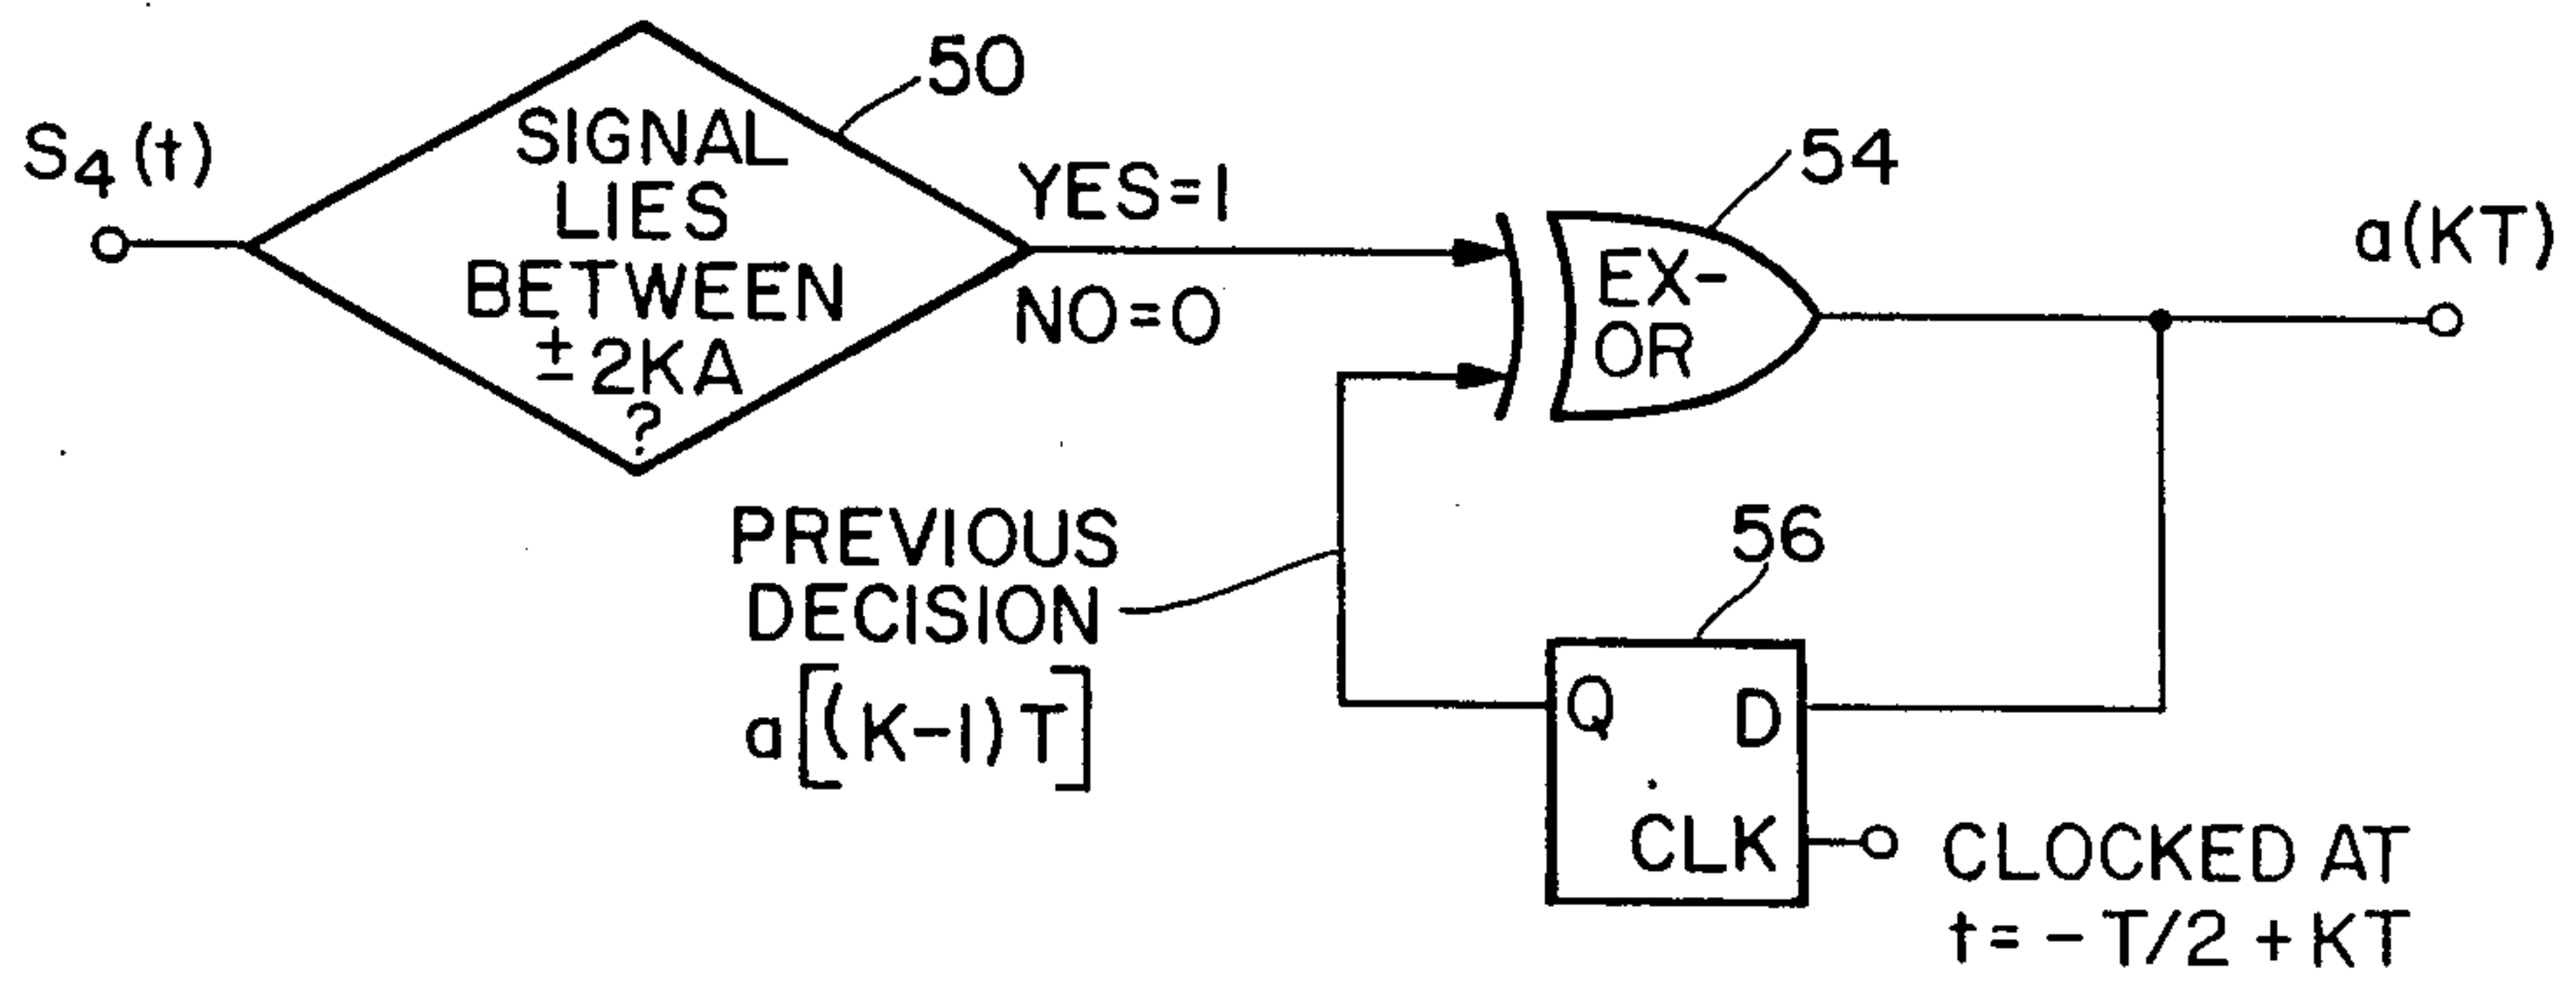 S4(t)
SIGNAL
LIES
BETWEEN
± 2KA
?
50
YES=1
NO=0
54
EX-
OR
a(KT)
PREVIOUS
DECISION
a[(K-1)T]
56
Q
D
CLK
CLOCKED AT
t= -T/2 + KT